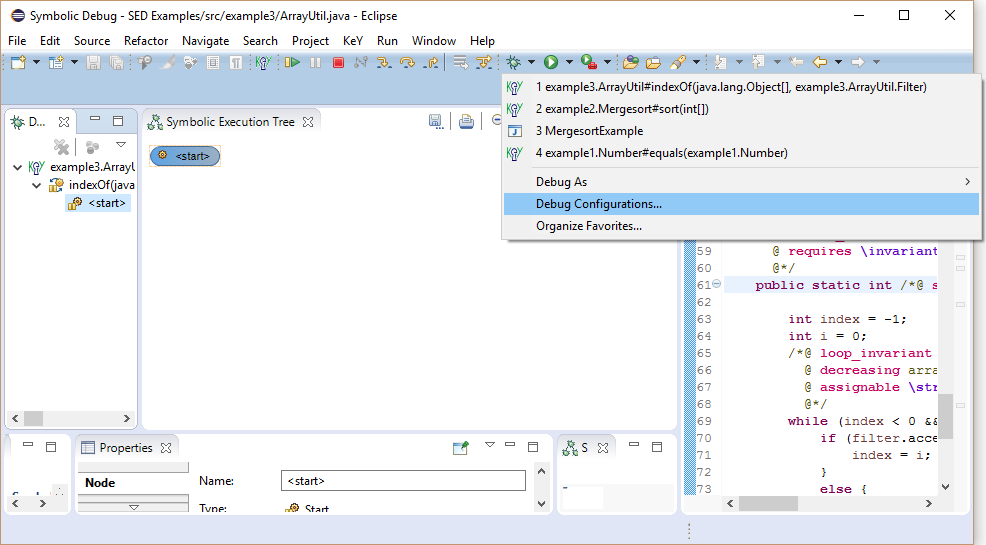 Symbolic Debug - SED Examples/src/example3/ArrayUtil.java - Eclipse
File Edit Source Refactor Navigate Search Project KeY Run Window Help
1 example3.ArrayUtil#indexOf(java.lang.Object[], example3.ArrayUtil.Filter)
2 example2.Mergesort#sort(int[])
3 MergesortExample
4 example1.Number#equals(example1.Number)
Debug As
Debug Configurations...
Organize Favorites...
D...
example3.ArrayU
indexOf(java
<start>
Symbolic Execution Tree
<start>
59 @ requires \invariant
60 @*/
61 public static int /*@ s
62
63 int index = -1;
64 int i = 0;
65 /*@ loop_invariant
66 @ decreasing arra
67 @ assignable \str
68 @*/
69 while (index < 0 &&
70 if (filter.acce
71 index = i;
72 }
73 else {
Properties
Node
Name: <start>
Type: Start
S